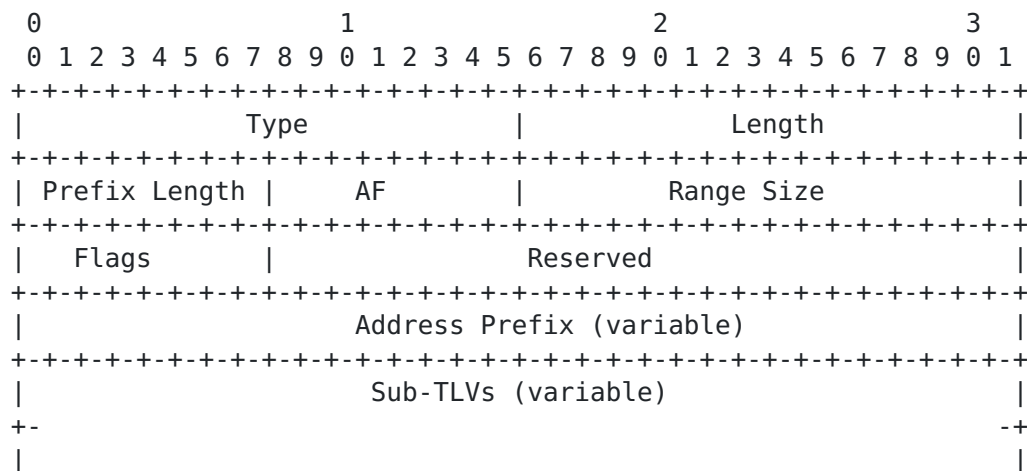 0                   1                   2                   3
 0 1 2 3 4 5 6 7 8 9 0 1 2 3 4 5 6 7 8 9 0 1 2 3 4 5 6 7 8 9 0 1
+-+-+-+-+-+-+-+-+-+-+-+-+-+-+-+-+-+-+-+-+-+-+-+-+-+-+-+-+-+-+-+-+
|              Type             |             Length            |
+-+-+-+-+-+-+-+-+-+-+-+-+-+-+-+-+-+-+-+-+-+-+-+-+-+-+-+-+-+-+-+-+
| Prefix Length |     AF        |         Range Size            |
+-+-+-+-+-+-+-+-+-+-+-+-+-+-+-+-+-+-+-+-+-+-+-+-+-+-+-+-+-+-+-+-+
|   Flags       |                Reserved                       |
+-+-+-+-+-+-+-+-+-+-+-+-+-+-+-+-+-+-+-+-+-+-+-+-+-+-+-+-+-+-+-+-+
|                     Address Prefix (variable)                 |
+-+-+-+-+-+-+-+-+-+-+-+-+-+-+-+-+-+-+-+-+-+-+-+-+-+-+-+-+-+-+-+-+
|                      Sub-TLVs (variable)                      |
+-                                                             -+
|                                                               |